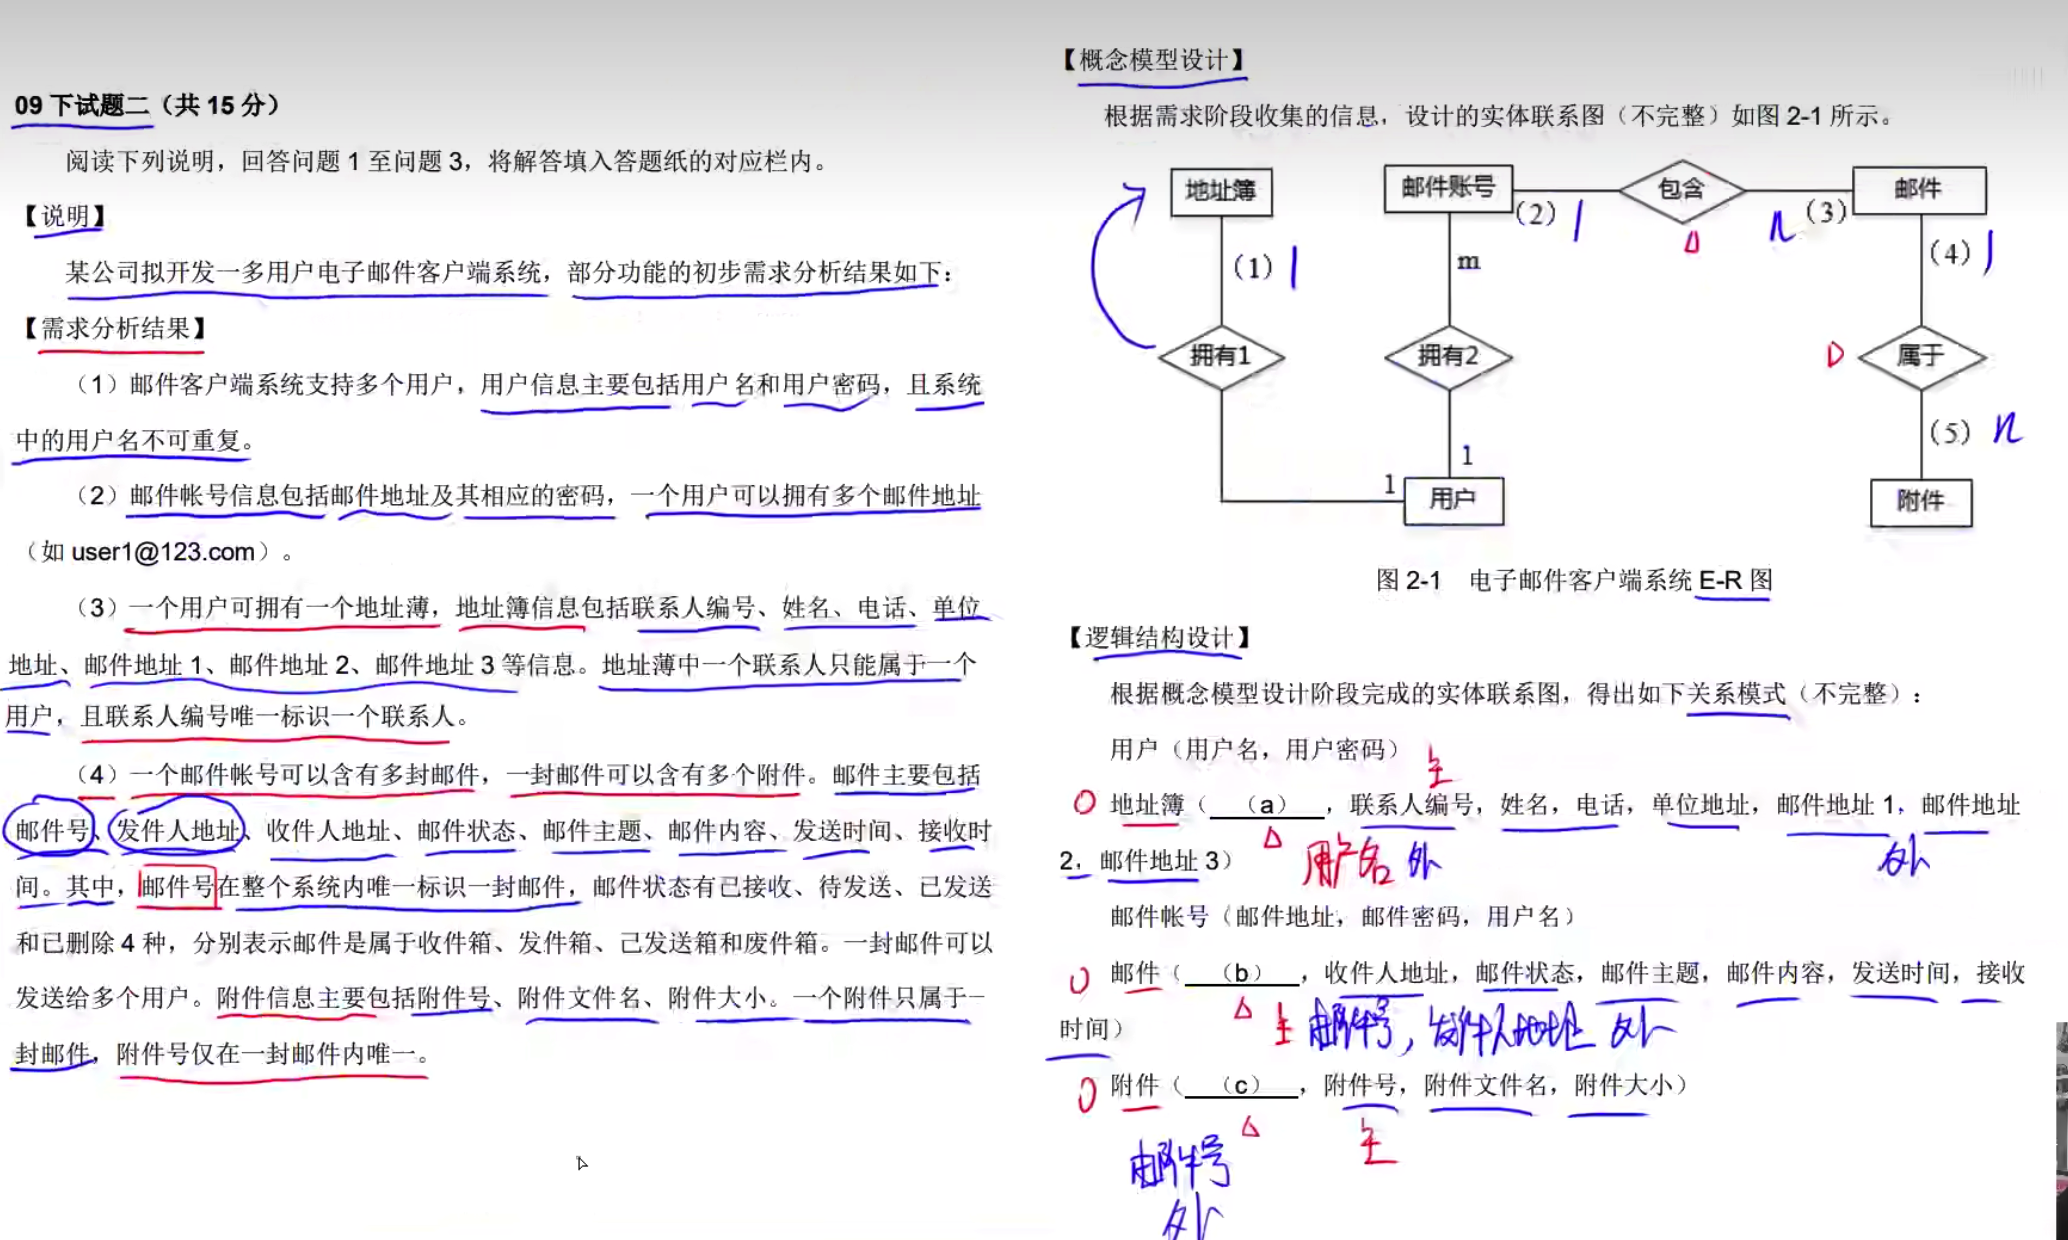 09 下试题二（共 15 分）
阅读下列说明，回答问题 1 至问题 3，将解答填入答题纸的对应栏内。
【说明】
某公司拟开发一多用户电子邮件客户端系统，部分功能的初步需求分析结果如下：
【需求分析结果】
（1）邮件客户端系统支持多个用户，用户信息主要包括用户名和用户密码，且系统
中的用户名不可重复。
（2）邮件帐号信息包括邮件地址及其相应的密码，一个用户可以拥有多个邮件地址
（如 user1@123.com）。
（3）一个用户可拥有一个地址薄，地址簿信息包括联系人编号、姓名、电话、单位
地址、邮件地址 1、邮件地址 2、邮件地址 3 等信息。地址薄中一个联系人只能属于一个
用户，且联系人编号唯一标识一个联系人。
（4）一个邮件帐号可以含有多封邮件，一封邮件可以含有多个附件。邮件主要包括
邮件号、发件人地址、收件人地址、邮件状态、邮件主题、邮件内容、发送时间、接收时
间。其中，邮件号在整个系统内唯一标识一封邮件，邮件状态有已接收、待发送、已发送
和已删除 4 种，分别表示邮件是属于收件箱、发件箱、己发送箱和废件箱。一封邮件可以
发送给多个用户。附件信息主要包括附件号、附件文件名、附件大小。一个附件只属于一
封邮件，附件号仅在一封邮件内唯一。
【概念模型设计】
根据需求阶段收集的信息，设计的实体联系图（不完整）如图 2-1 所示。
地址簿
邮件账号
包含
邮件
（2） 1
n （3）
（1） 1
m
（4） 1
拥有1
拥有2
属于
（5） n
1
1
用户
附件
图 2-1 电子邮件客户端系统 E-R 图
【逻辑结构设计】
根据概念模型设计阶段完成的实体联系图，得出如下关系模式（不完整）：
用户（用户名，用户密码）
主
地址簿（ （a） ，联系人编号，姓名，电话，单位地址，邮件地址 1，邮件地址
2，邮件地址 3）
用户名 外
外
邮件帐号（邮件地址，邮件密码，用户名）
邮件（ （b） ，收件人地址，邮件状态，邮件主题，邮件内容，发送时间，接收
时间）
主 邮件号，发件人地址 外
附件（ （c） ，附件号，附件文件名，附件大小）
主
邮件号
外